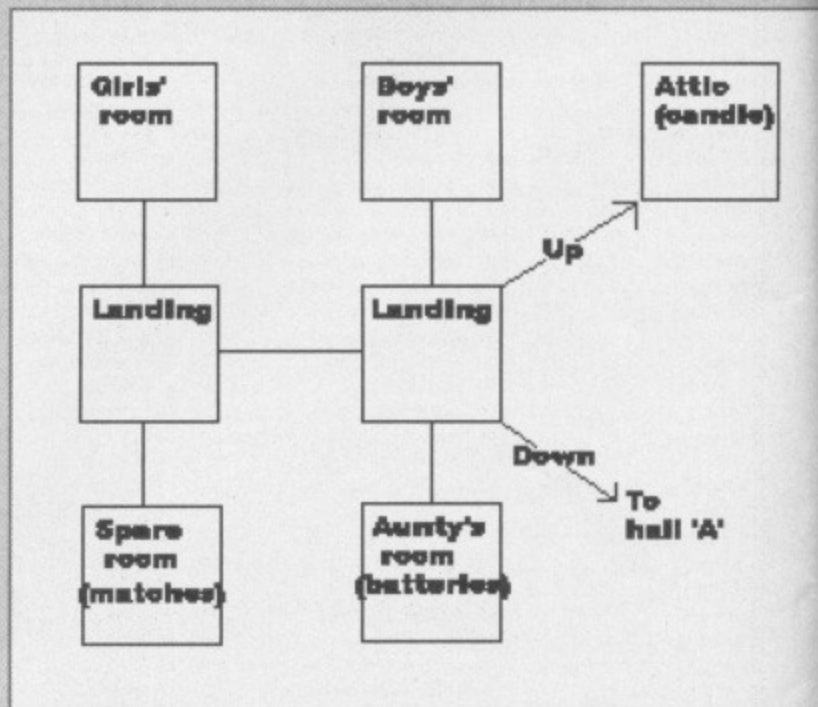 Girls'
room
Boys'
room
Attic
(candle)
Up
Landing
Landing
Down
To
hall 'A'
Spare
room
(matches)
Aunty's
room
(batteries)